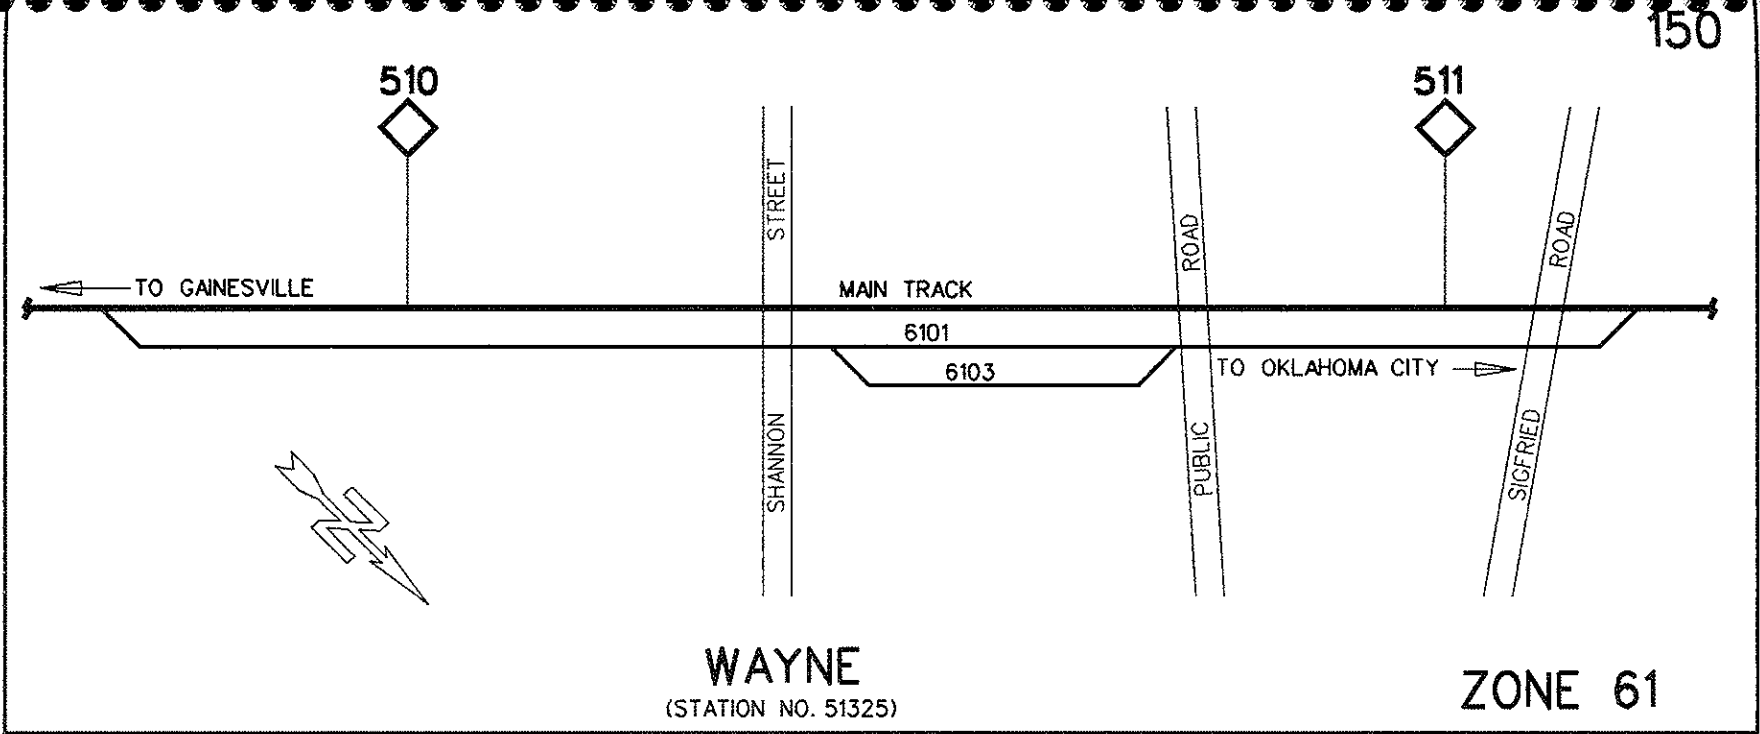 150
510
511
STREET
ROAD
ROAD
TO GAINESVILLE
MAIN TRACK
6101
6103
TO OKLAHOMA CITY
SHANNON
PUBLIC
SIGFRIED
N
WAYNE
(STATION NO. 51325)
ZONE 61